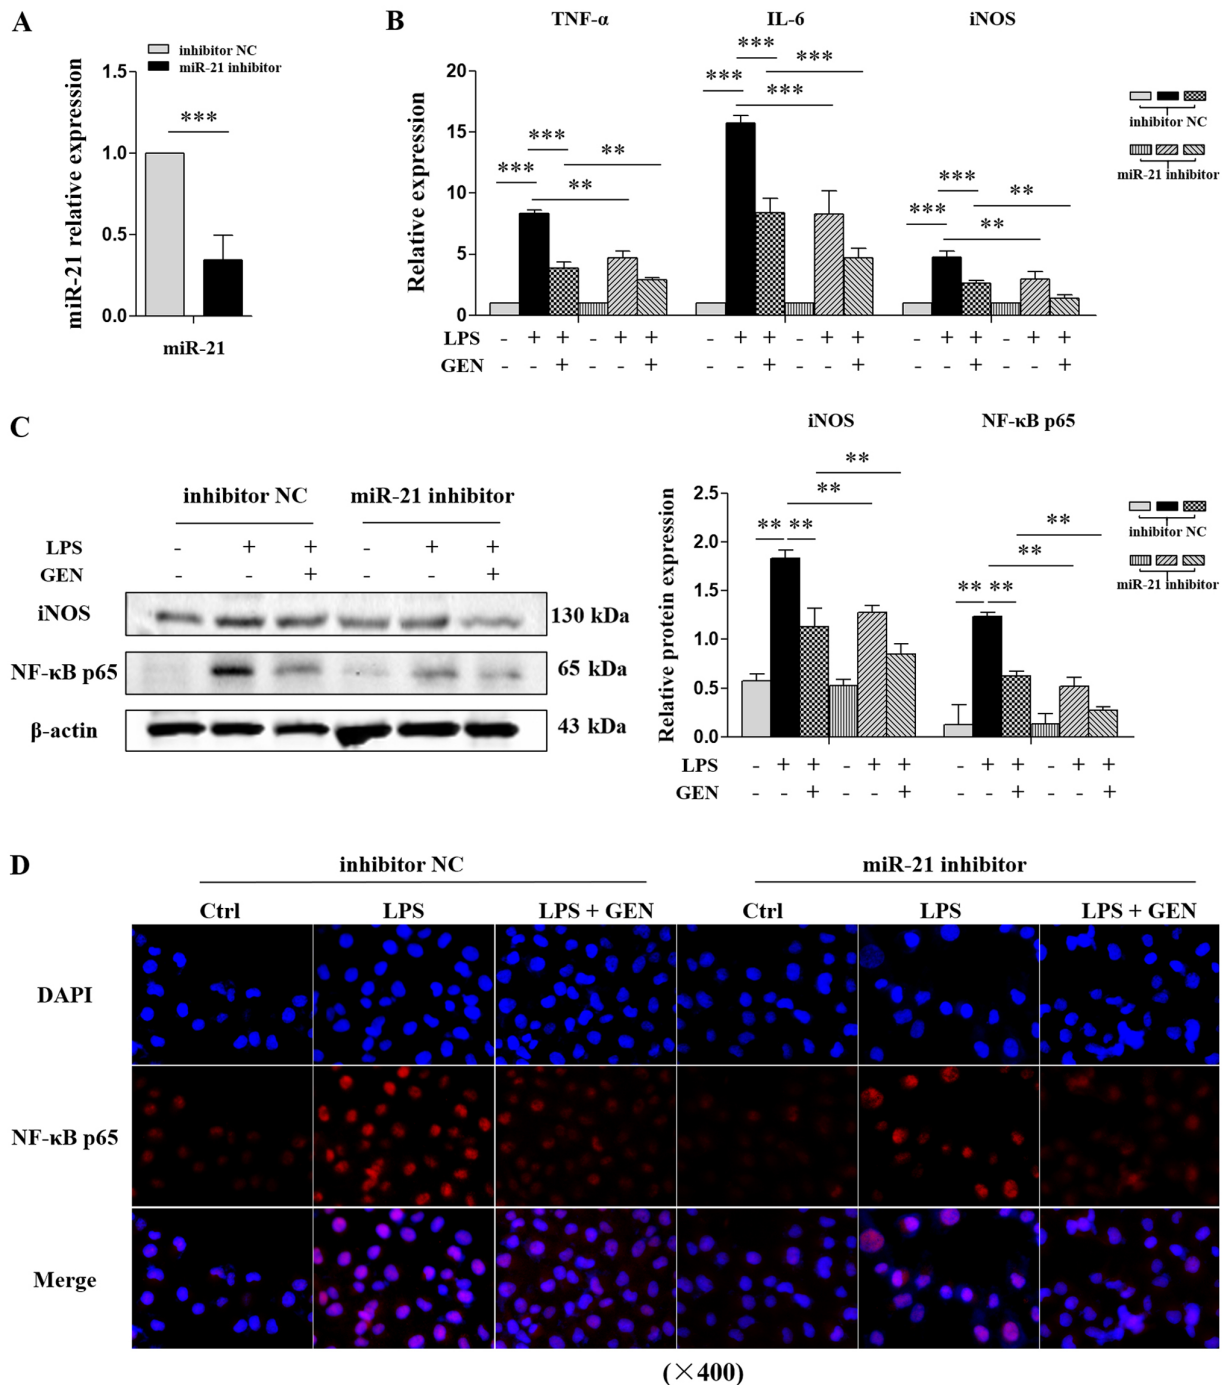 A
inhibitor NC
miR-21 inhibitor
miR-21 relative expression
1.5
1.0
0.5
0.0
***
miR-21
B
TNF-α IL-6 iNOS
Relative expression
20
15
10
5
0
*** *** ** **
*** *** *** ***
*** *** ** **
inhibitor NC
miR-21 inhibitor
LPS - + + - + + - + + - + + - + + - + +
GEN - - + - - + - - + - - + - - + - - +
C
inhibitor NC miR-21 inhibitor
LPS - + + - + +
GEN - - + - - +
iNOS 130 kDa
NF-κB p65 65 kDa
β-actin 43 kDa
iNOS NF-κB p65
Relative protein expression
2.5
2.0
1.5
1.0
0.5
0.0
** ** ** **
** ** ** **
inhibitor NC
miR-21 inhibitor
LPS - + + - + + - + + - + +
GEN - - + - - + - - + - - +
D
inhibitor NC miR-21 inhibitor
Ctrl LPS LPS + GEN Ctrl LPS LPS + GEN
DAPI
NF-κB p65
Merge
(×400)